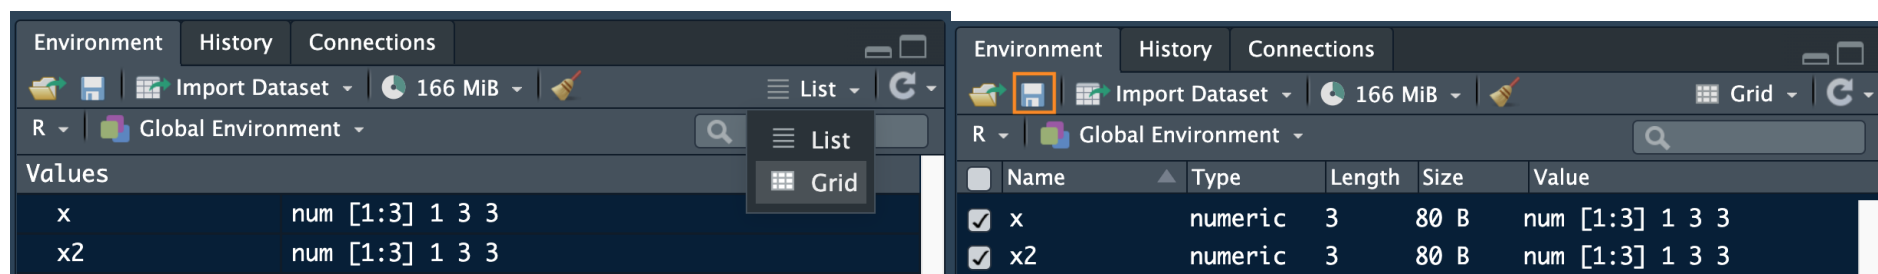 Environment History Connections
Import Dataset 166 MiB List
R Global Environment
List
Grid
Values
x num [1:3] 1 3 3
x2 num [1:3] 1 3 3
Environment History Connections
Import Dataset 166 MiB Grid
R Global Environment
Name Type Length Size Value
x numeric 3 80 B num [1:3] 1 3 3
x2 numeric 3 80 B num [1:3] 1 3 3